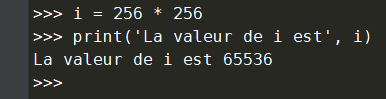 >>> i = 256 * 256
>>> print('La valeur de i est', i)
La valeur de i est 65536
>>>